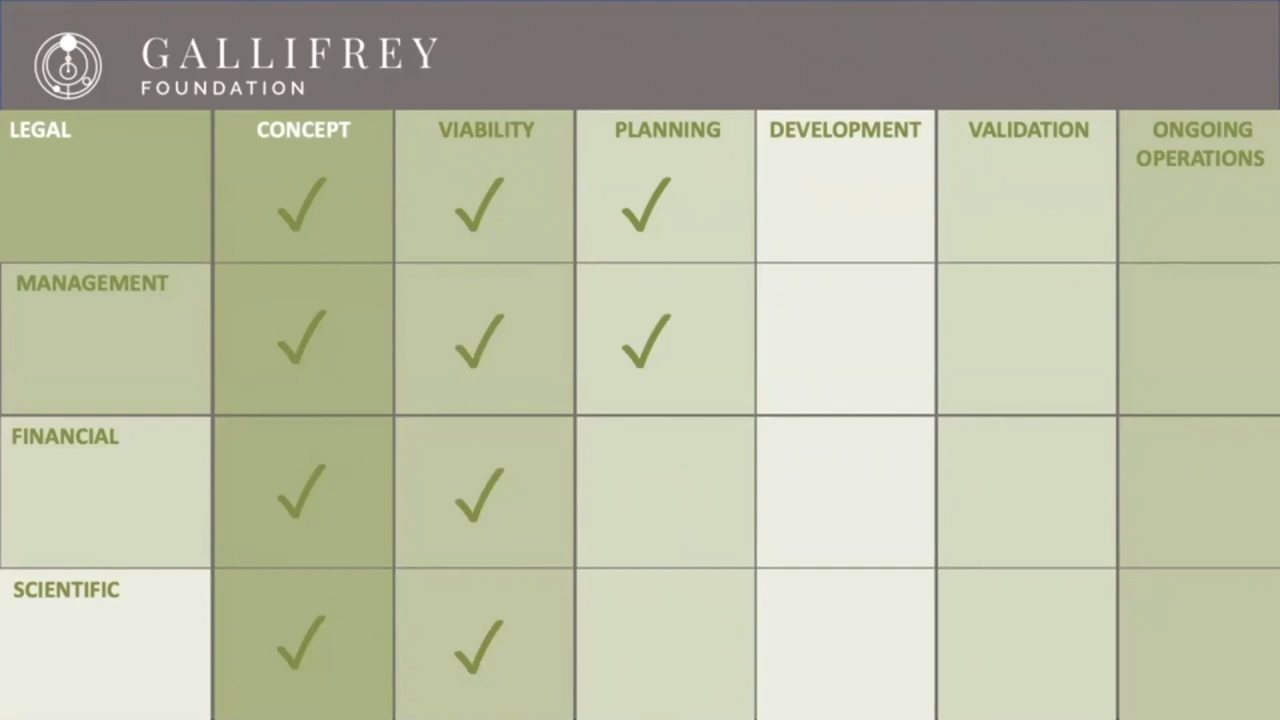 GALLIFREY
FOUNDATION
LEGAL CONCEPT VIABILITY PLANNING DEVELOPMENT VALIDATION ONGOING
OPERATIONS
✓ ✓ ✓
MANAGEMENT
✓ ✓ ✓
FINANCIAL
✓ ✓
SCIENTIFIC
✓ ✓